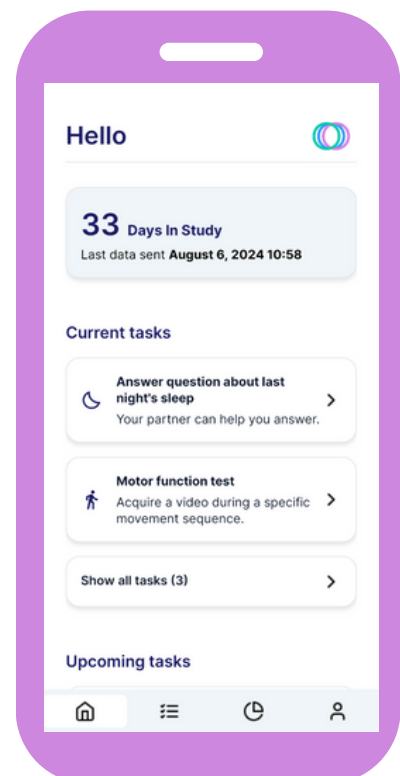 Hello
33 Days In Study
Last data sent August 6, 2024 10:58
Current tasks
Answer question about last
night's sleep
Your partner can help you answer.
Motor function test
Acquire a video during a specific
movement sequence.
Show all tasks (3)
Upcoming tasks